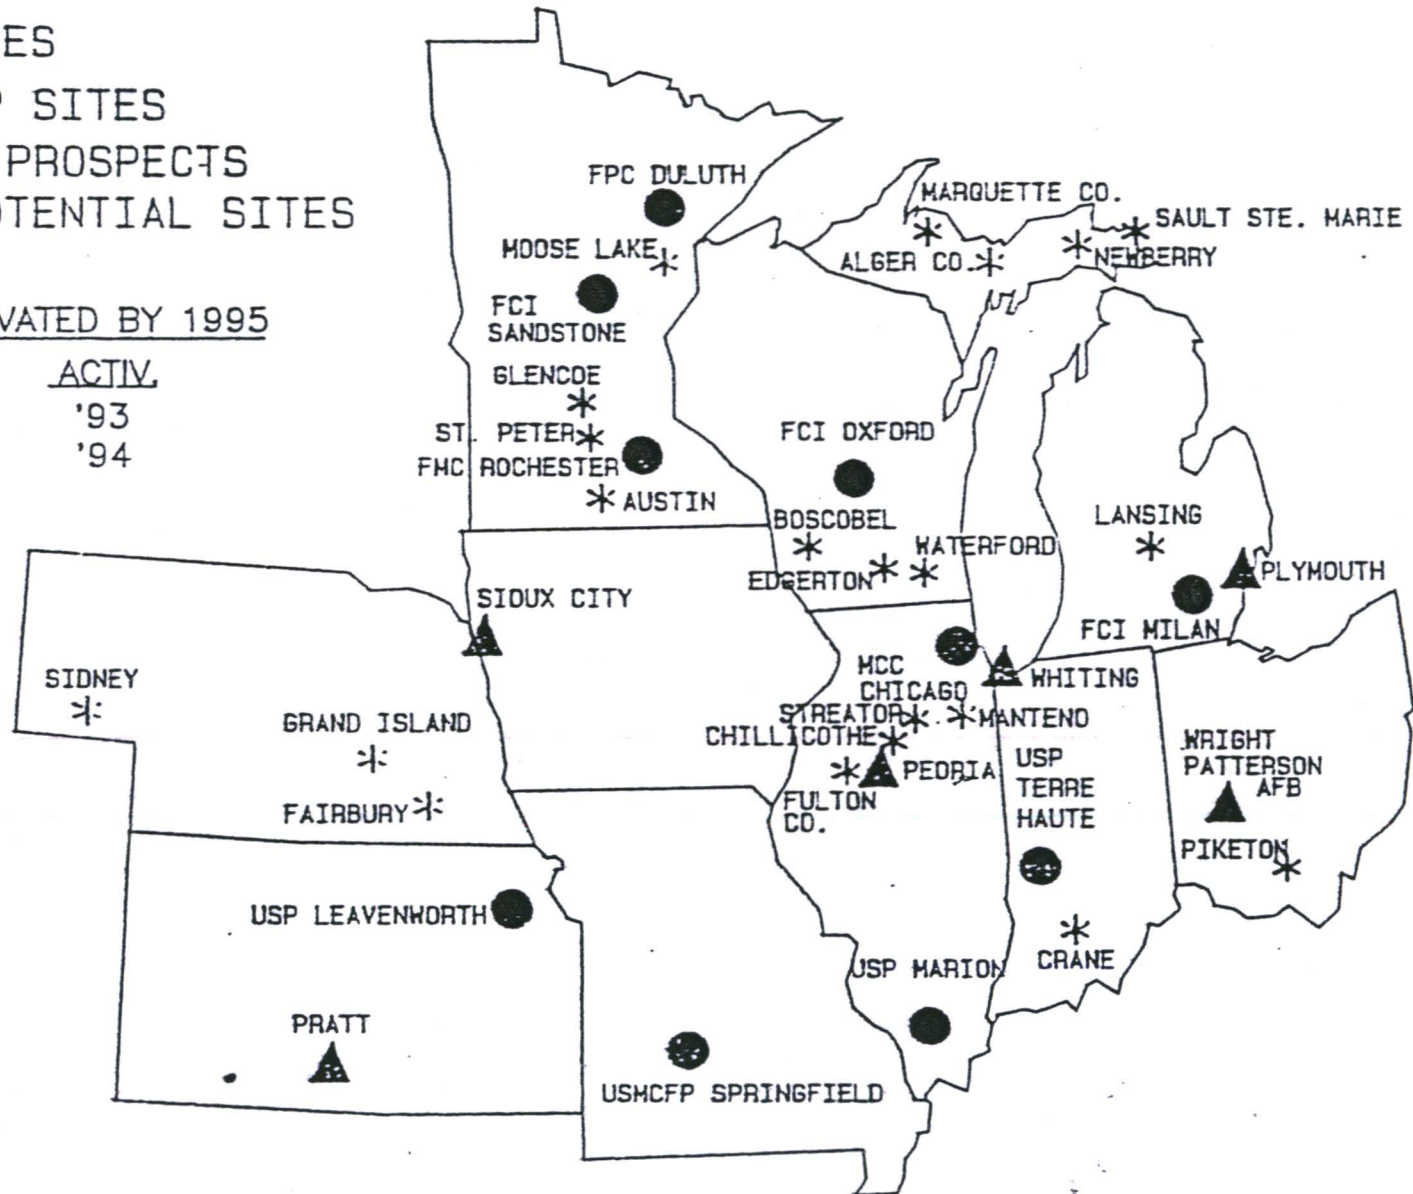 ES
P SITES
PROSPECTS
OTENTIAL SITES
VATED BY 1995
ACTIV.
'93
'94
FPC DULUTH
MOOSE LAKE
FCI
SANDSTONE
GLENCOE
ST. PETER
FMC ROCHESTER
AUSTIN
MARQUETTE CO.
SAULT STE. MARIE
ALGER CO.
NEWBERRY
FCI OXFORD
BOSCOBEL
WATERFORD
EDGERTON
LANSING
PLYMOUTH
FCI MILAN
SIOUX CITY
SIDNEY
GRAND ISLAND
FAIRBURY
MCC
CHICAGO
WHITING
STREATOR
MANTENO
CHILLICOTHE
PEORIA
FULTON
CO.
USP
TERRE
HAUTE
WRIGHT
PATTERSON
AFB
PIKETON
USP LEAVENWORTH
CRANE
USP MARION
PRATT
USMCFP SPRINGFIELD